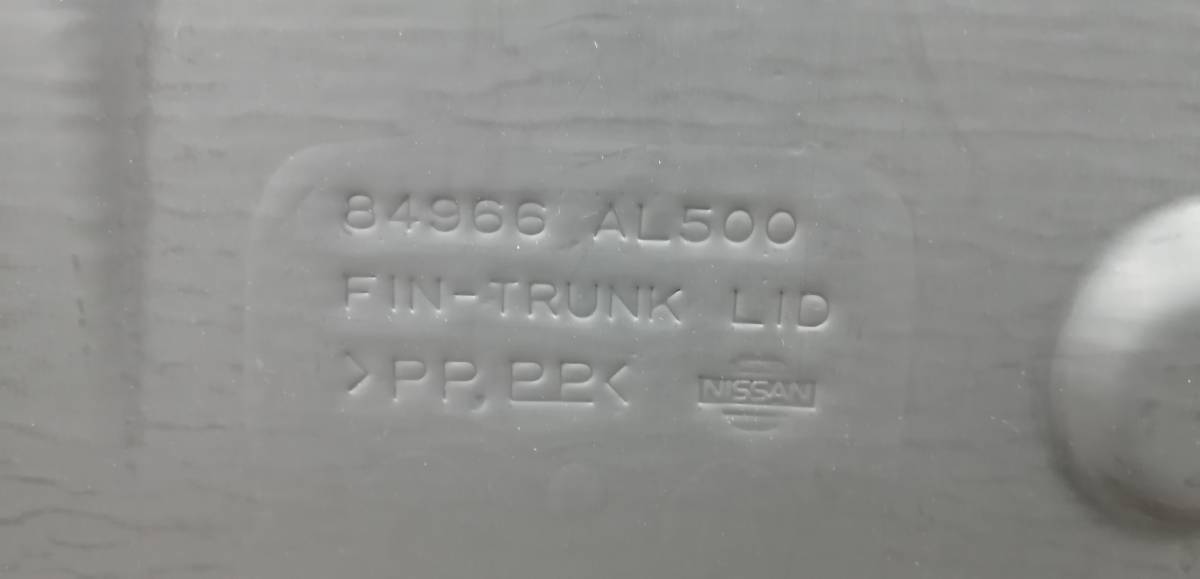 84966 AL500
FIN-TRUNK LID
>PP,PP<
NISSAN